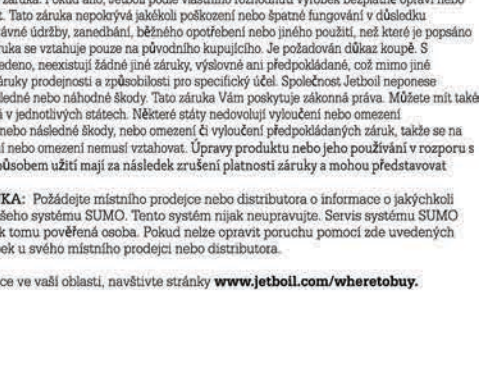 záruka. Pokud ano, Jetboil podle vlastního rozhodnutí výrobek bezplatně opraví nebo
t. Tato záruka nepokrývá jakékoli poškození nebo špatné fungování v důsledku
ávné údržby, zanedbání, běžného opotřebení nebo jiného použití, než které je popsáno
uka se vztahuje pouze na původního kupujícího. Je požadován důkaz koupě. S
edeno, neexistují žádné jiné záruky, výslovné ani předpokládané, což mimo jiné
áruky prodejnosti a způsobilosti pro specifický účel. Společnost Jetboil neponese
ledné nebo náhodné škody. Tato záruka Vám poskytuje zákonná práva. Můžete mít také
á v jednotlivých státech. Některé státy nedovolují vyloučení nebo omezení
nebo následné škody, nebo omezení či vyloučení předpokládaných záruk, takže se na
í nebo omezení nemusí vztahovat. Úpravy produktu nebo jeho používání v rozporu s
působem užití mají za následek zrušení platnosti záruky a mohou představovat
KA: Požádejte místního prodejce nebo distributora o informace o jakýchkoli
šeho systému SUMO. Tento systém nijak neupravujte. Servis systému SUMO
k tomu pověřená osoba. Pokud nelze opravit poruchu pomocí zde uvedených
ek u svého místního prodejci nebo distributora.
ce ve vaší oblasti, navštivte stránky www.jetboil.com/wheretobuy.